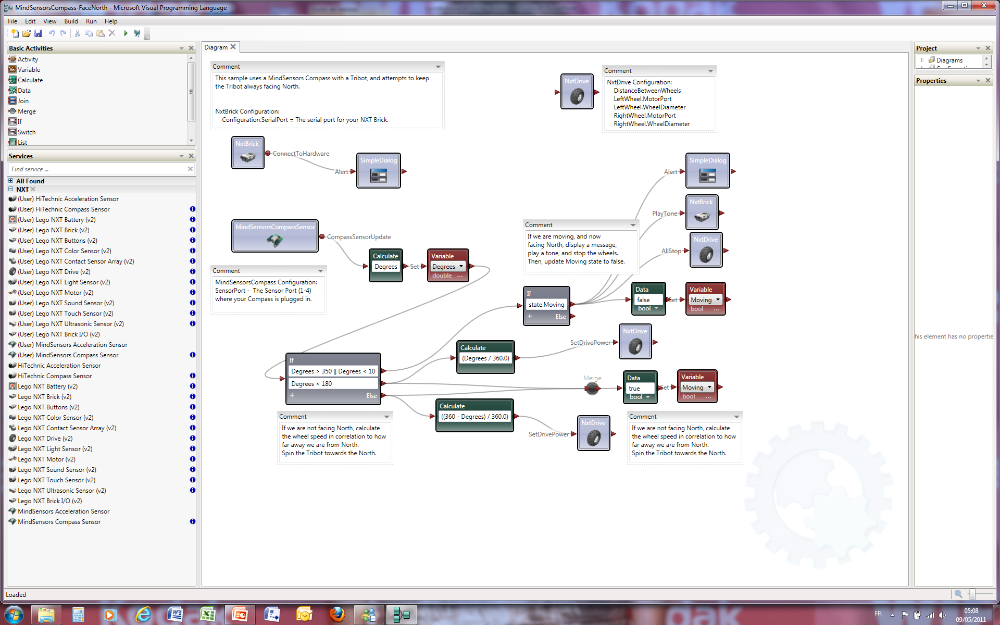 MindSensorsCompass-FaceNorth - Microsoft Visual Programming Language
File Edit View Build Run Help
Basic Activities
Activity
Variable
Calculate
Data
Join
Merge
If
Switch
List
Services
Find service ...
All Found
NXT
(User) HiTechnic Acceleration Sensor
(User) HiTechnic Compass Sensor
(User) Lego NXT Battery (v2)
(User) Lego NXT Brick (v2)
(User) Lego NXT Buttons (v2)
(User) Lego NXT Color Sensor (v2)
(User) Lego NXT Contact Sensor Array (v2)
(User) Lego NXT Drive (v2)
(User) Lego NXT Light Sensor (v2)
(User) Lego NXT Motor (v2)
(User) Lego NXT Sound Sensor (v2)
(User) Lego NXT Touch Sensor (v2)
(User) Lego NXT Ultrasonic Sensor (v2)
(User) Lego NXT Brick I/O (v2)
(User) MindSensors Acceleration Sensor
(User) MindSensors Compass Sensor
HiTechnic Acceleration Sensor
HiTechnic Compass Sensor
Lego NXT Battery (v2)
Lego NXT Brick (v2)
Lego NXT Buttons (v2)
Lego NXT Color Sensor (v2)
Lego NXT Contact Sensor Array (v2)
Lego NXT Drive (v2)
Lego NXT Light Sensor (v2)
Lego NXT Motor (v2)
Lego NXT Sound Sensor (v2)
Lego NXT Touch Sensor (v2)
Lego NXT Ultrasonic Sensor (v2)
Lego NXT Brick I/O (v2)
MindSensors Acceleration Sensor
MindSensors Compass Sensor
Diagram
Comment
This sample uses a MindSensors Compass with a Tribot, and attempts to keep
the Tribot always facing North.
NxtBrick Configuration:
Configuration.SerialPort = The serial port for your NXT Brick.
NxtDrive
Comment
NxtDrive Configuration:
DistanceBetweenWheels
LeftWheel.MotorPort
LeftWheel.WheelDiameter
RightWheel.MotorPort
RightWheel.WheelDiameter
NxtBrick
ConnectToHardware
Alert
SimpleDialog
Alert
SimpleDialog
PlayTone
NxtBrick
AllStop
NxtDrive
MindSensorsCompassSensor
CompassSensorUpdate
Calculate
Degrees
Set
Variable
Degrees
double ...
Comment
MindSensorsCompass Configuration:
SensorPort - The Sensor Port (1-4)
where your Compass is plugged in.
Comment
If we are moving, and now
facing North, display a message,
play a tone, and stop the wheels.
Then, update Moving state to false.
If
state.Moving
+ Else
Data
false
bool
Set
Variable
Moving
bool ...
Calculate
(Degrees / 360.0)
SetDrivePower
NxtDrive
If
Degrees > 350 || Degrees < 10
Degrees < 180
+ Else
Merge
Data
true
bool
Set
Variable
Moving
bool ...
Calculate
((360 - Degrees) / 360.0)
SetDrivePower
NxtDrive
Comment
If we are not facing North, calculate
the wheel speed in correlation to how
far away we are from North.
Spin the Tribot towards the North.
Comment
If we are not facing North, calculate
the wheel speed in correlation to how
far away we are from North.
Spin the Tribot towards the North.
Project
Diagrams
Properties
his element has no propertie
Loaded
FR
05:08
09/05/2011